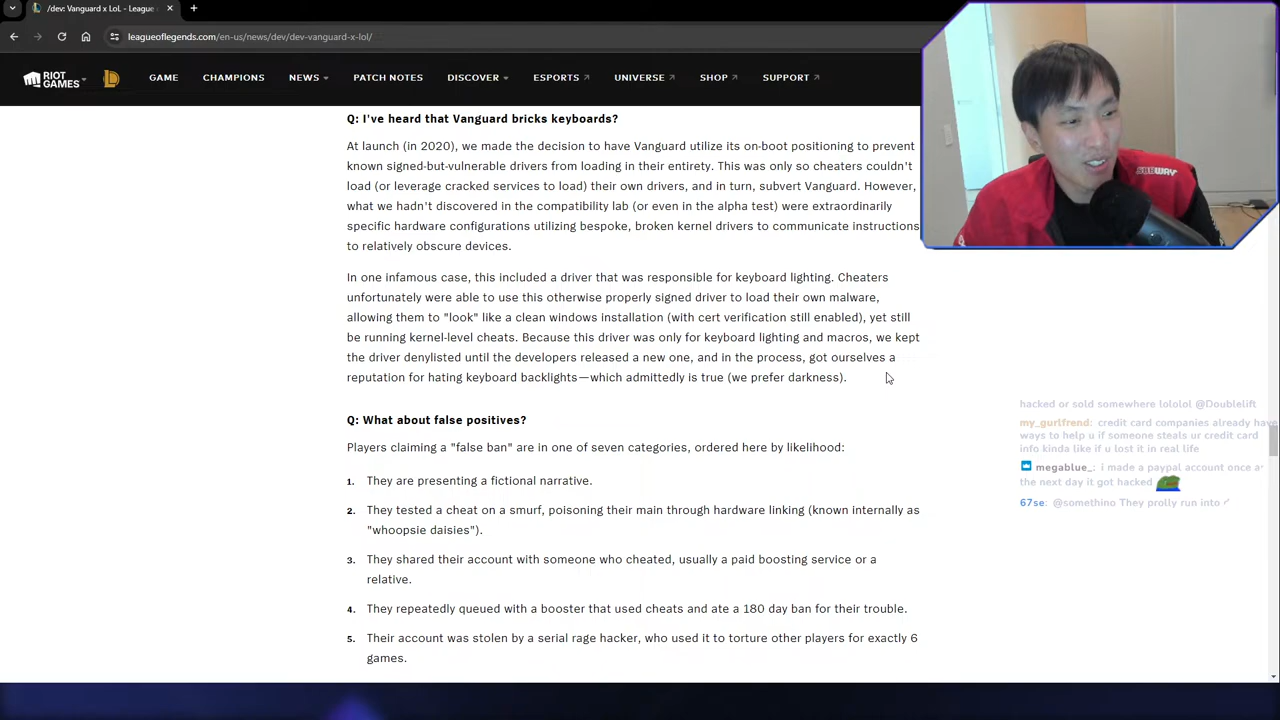 /dev: Vanguard x LoL - League
leagueoflegends.com/en-us/news/dev/dev-vanguard-x-lol/
RIOT GAMES
GAME CHAMPIONS NEWS PATCH NOTES DISCOVER ESPORTS UNIVERSE SHOP SUPPORT
SUBWAY
Q: I've heard that Vanguard bricks keyboards?
At launch (in 2020), we made the decision to have Vanguard utilize its on-boot positioning to prevent
known signed-but-vulnerable drivers from loading in their entirety. This was only so cheaters couldn't
load (or leverage cracked services to load) their own drivers, and in turn, subvert Vanguard. However,
what we hadn't discovered in the compatibility lab (or even in the alpha test) were extraordinarily
specific hardware configurations utilizing bespoke, broken kernel drivers to communicate instructions
to relatively obscure devices.
In one infamous case, this included a driver that was responsible for keyboard lighting. Cheaters
unfortunately were able to use this otherwise properly signed driver to load their own malware,
allowing them to "look" like a clean windows installation (with cert verification still enabled), yet still
be running kernel-level cheats. Because this driver was only for keyboard lighting and macros, we kept
the driver denylisted until the developers released a new one, and in the process, got ourselves a
reputation for hating keyboard backlights—which admittedly is true (we prefer darkness).
Q: What about false positives?
Players claiming a "false ban" are in one of seven categories, ordered here by likelihood:
1. They are presenting a fictional narrative.
2. They tested a cheat on a smurf, poisoning their main through hardware linking (known internally as
"whoopsie daisies").
3. They shared their account with someone who cheated, usually a paid boosting service or a
relative.
4. They repeatedly queued with a booster that used cheats and ate a 180 day ban for their trouble.
5. Their account was stolen by a serial rage hacker, who used it to torture other players for exactly 6
games.
hacked or sold somewhere lololol @Doublelift
my_gurlfrend: credit card companies already have
ways to help u if someone steals ur credit card
info kinda like if u lost it in real life
megablue_: i made a paypal account once a
the next day it got hacked
67se: @somethino They prolly run into